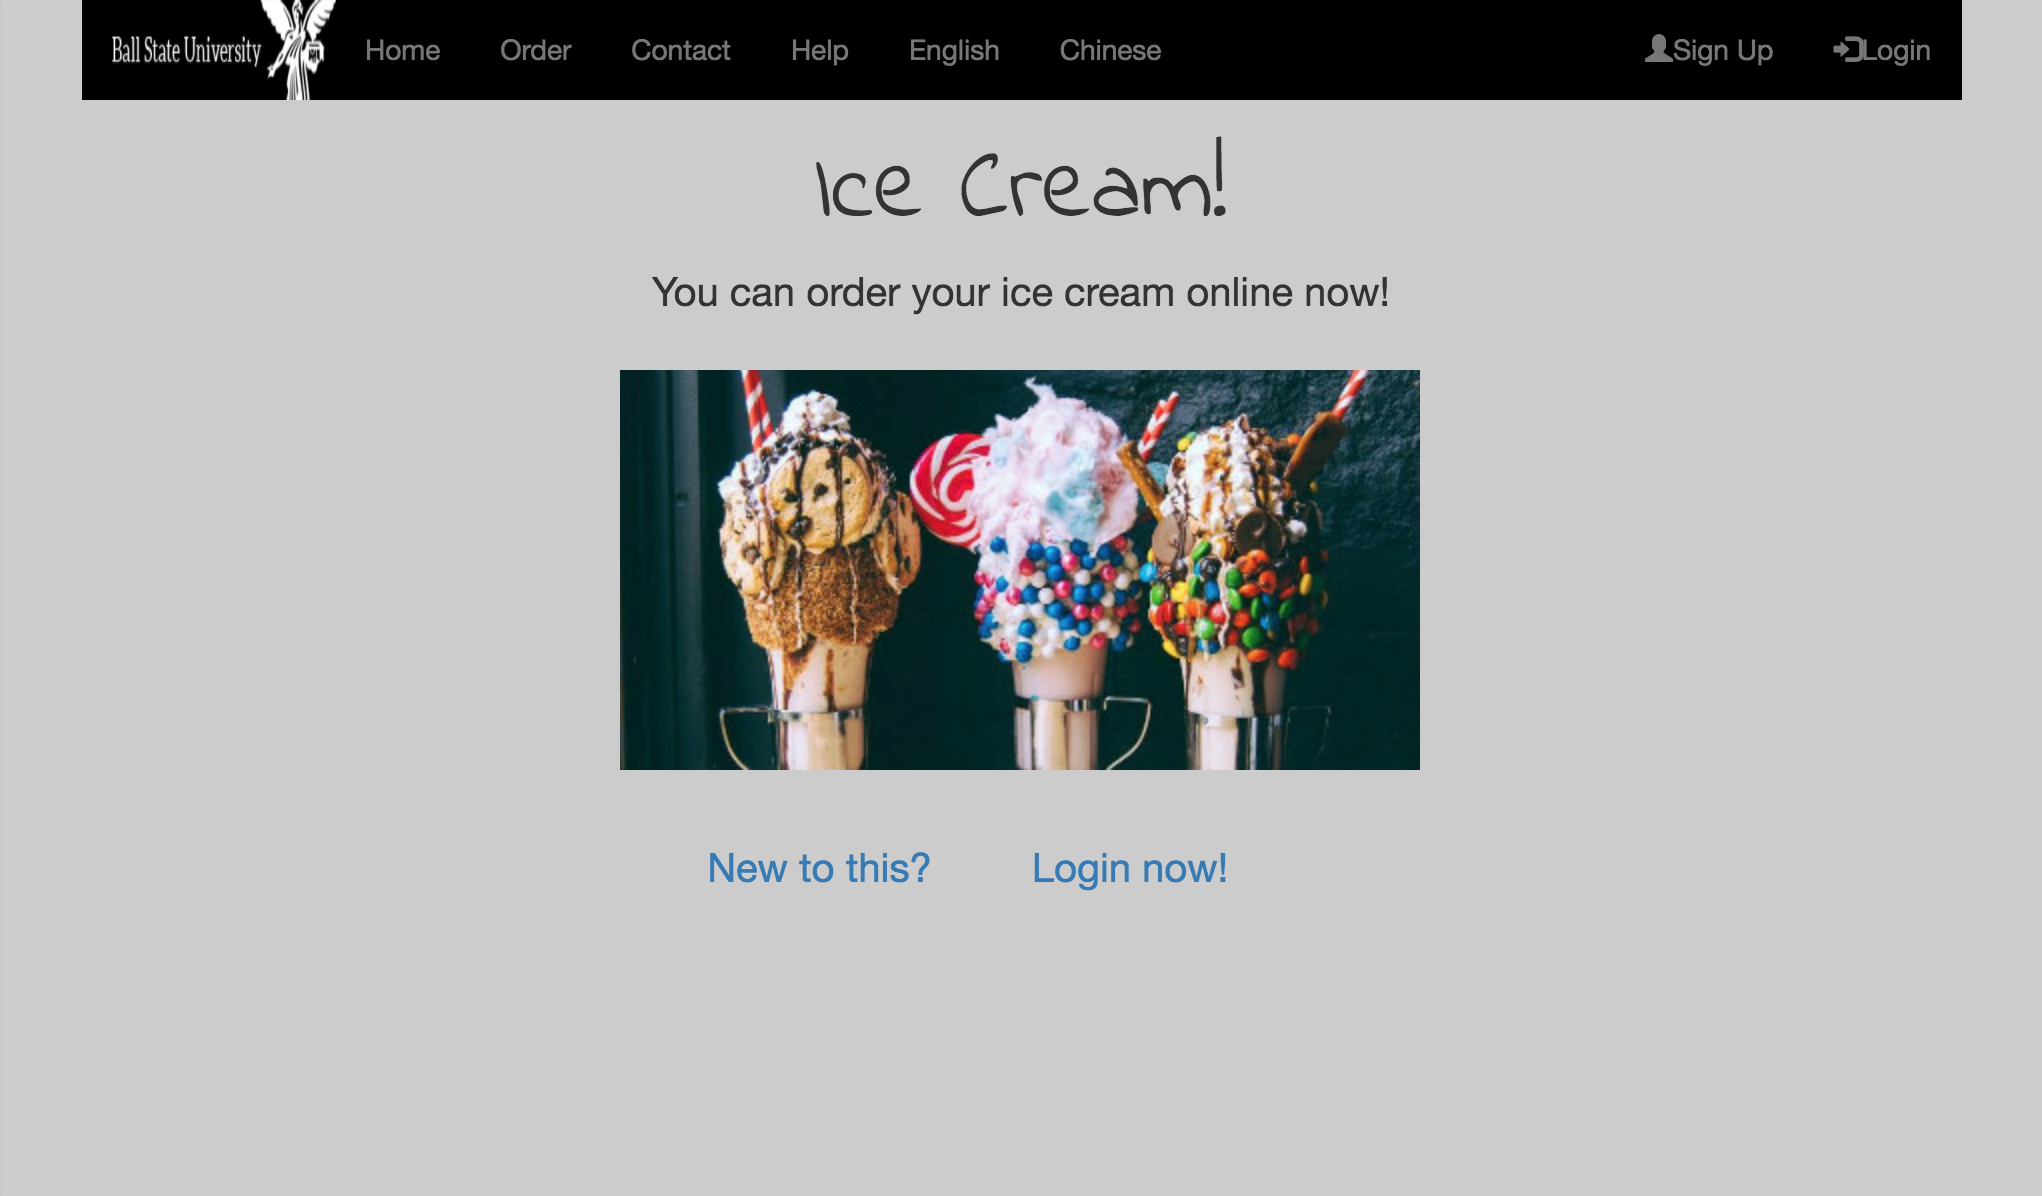 Ball State University Home Order Contact Help English Chinese Sign Up Login
Ice Cream!
You can order your ice cream online now!
New to this? Login now!